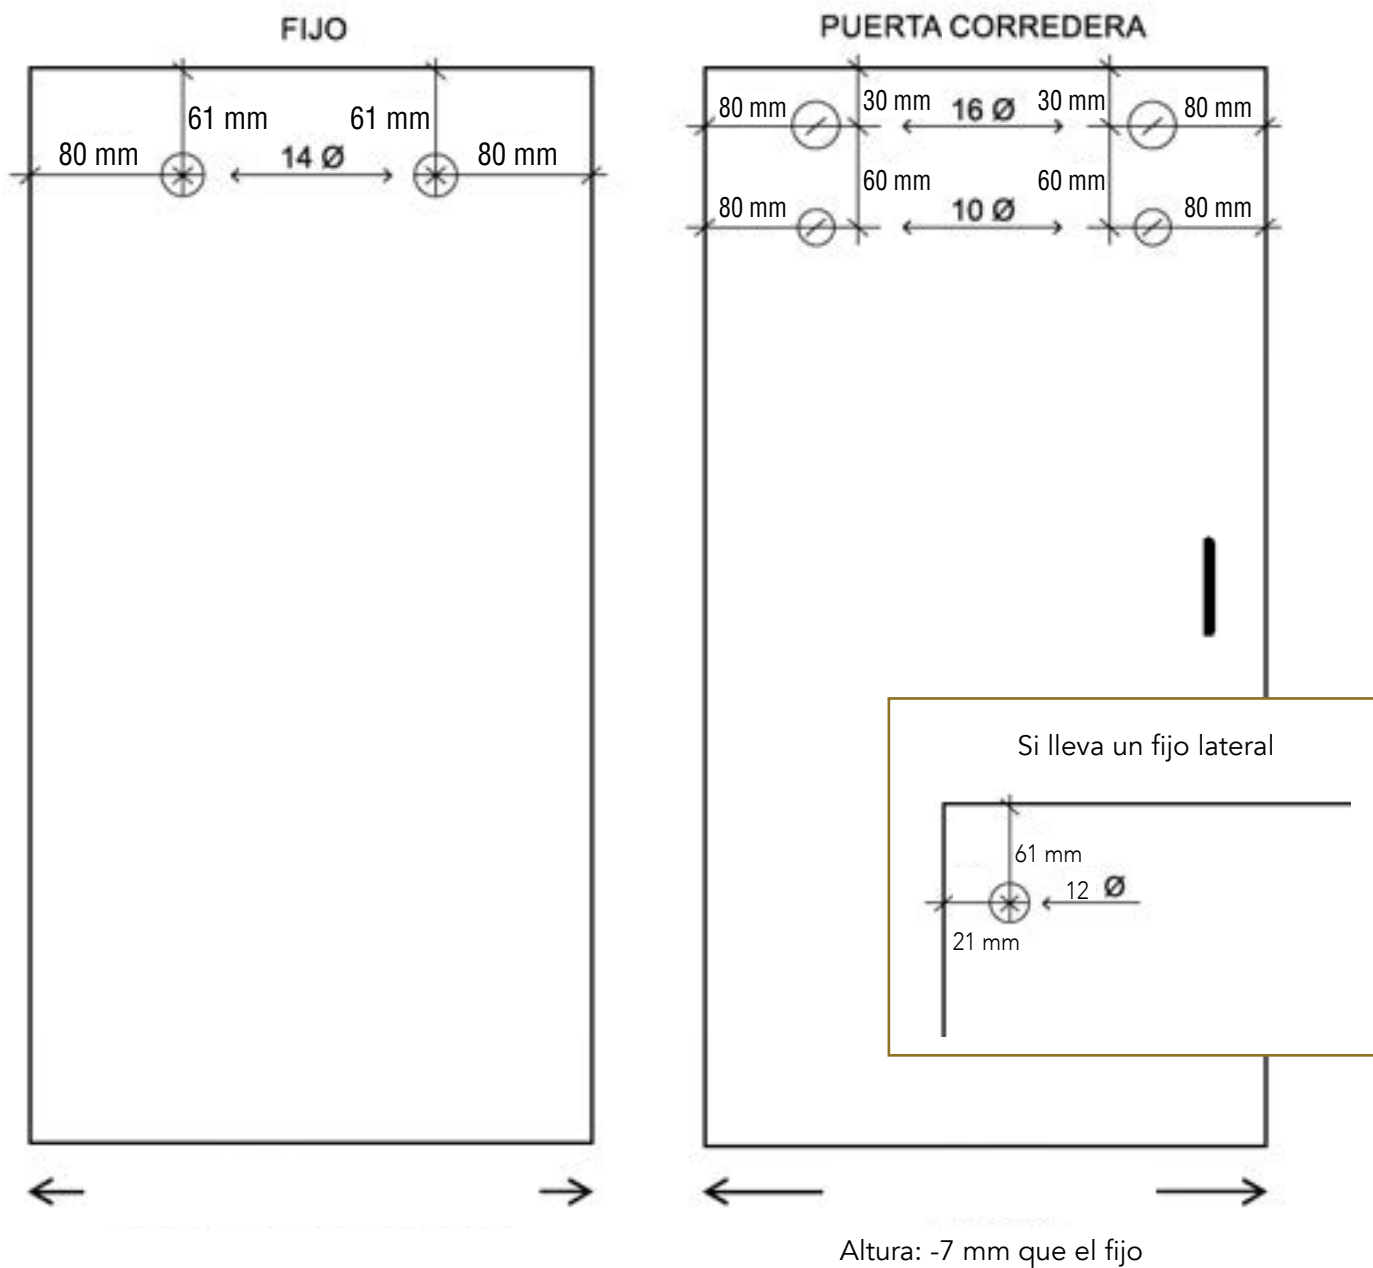 FIJO
61 mm 61 mm
80 mm 14 Ø 80 mm
PUERTA CORREDERA
80 mm 30 mm 16 Ø 30 mm 80 mm
60 mm 60 mm
80 mm 10 Ø 80 mm
Si lleva un fijo lateral
61 mm
12 Ø
21 mm
Altura: -7 mm que el fijo